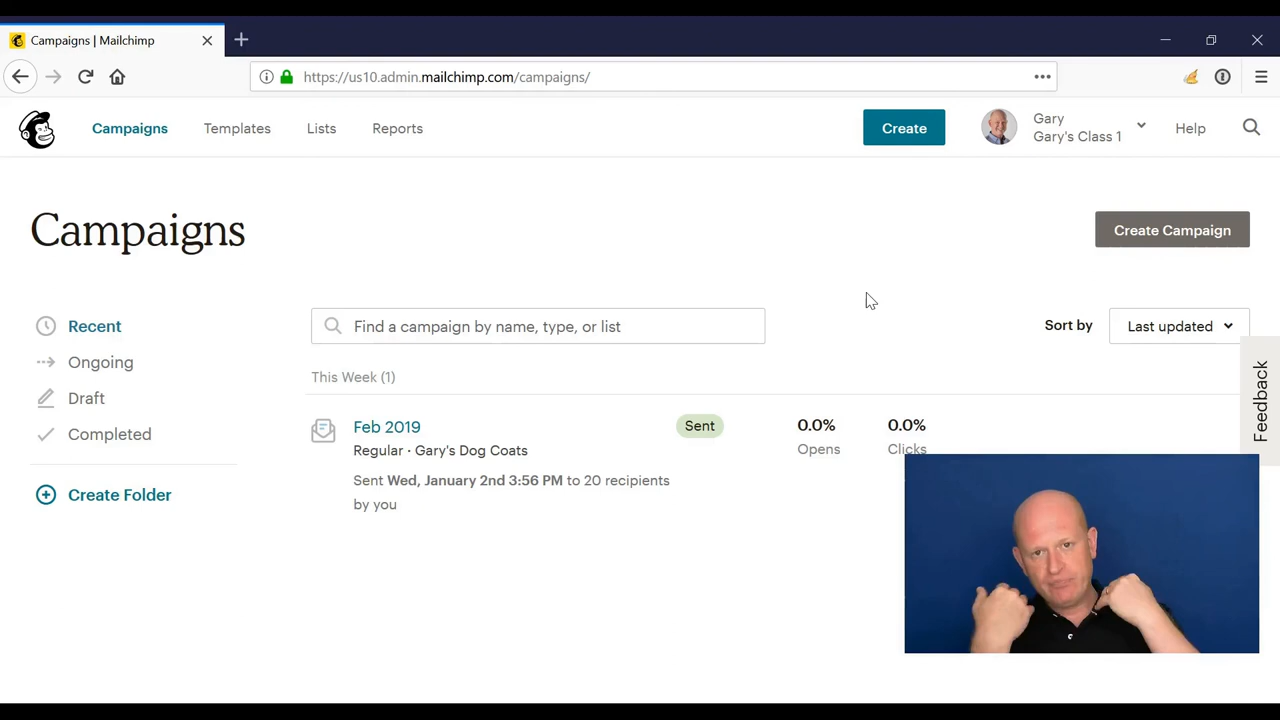 Campaigns | Mailchimp
https://us10.admin.mailchimp.com/campaigns/
Campaigns
Templates
Lists
Reports
Create
Gary
Gary's Class 1
Help
Campaigns
Create Campaign
Recent
Ongoing
Draft
Completed
Create Folder
Find a campaign by name, type, or list
Sort by
Last updated
Feedback
This Week (1)
Feb 2019
Sent
0.0%
0.0%
Regular · Gary's Dog Coats
Opens
Clicks
Sent Wed, January 2nd 3:56 PM to 20 recipients
by you